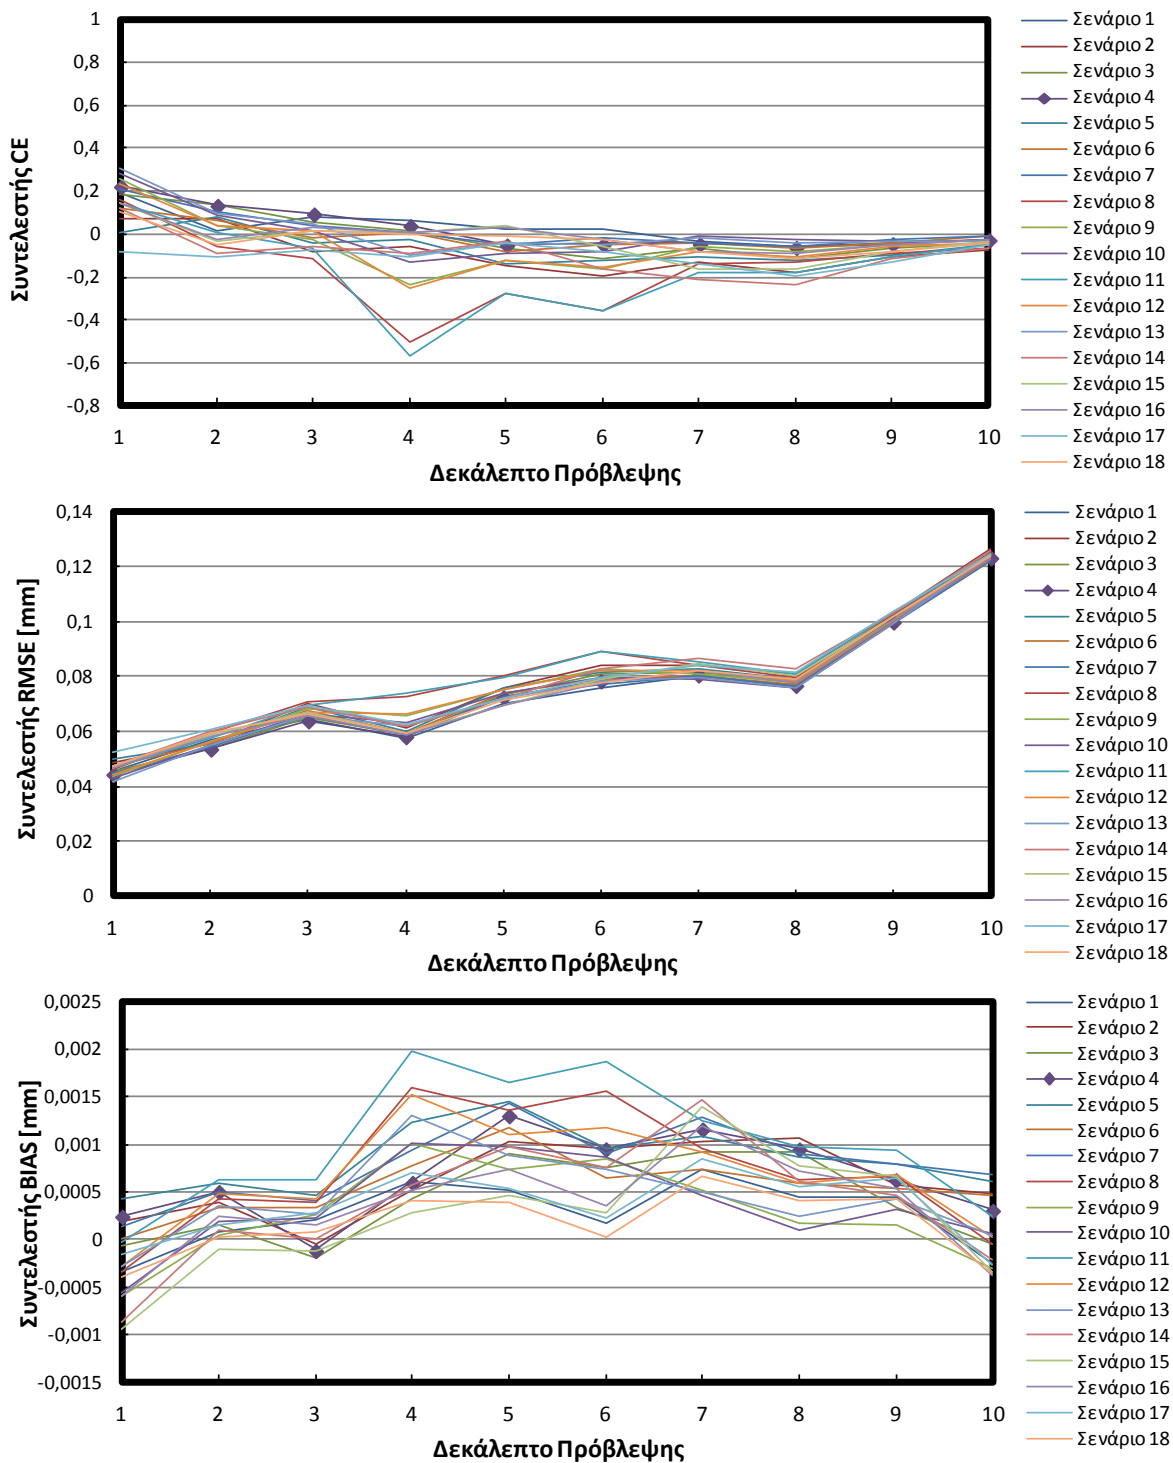 Συντελεστής CE
1
0,8
0,6
0,4
0,2
0
-0,2
-0,4
-0,6
-0,8
1 2 3 4 5 6 7 8 9 10
Δεκάλεπτο Πρόβλεψης
Σενάριο 1
Σενάριο 2
Σενάριο 3
Σενάριο 4
Σενάριο 5
Σενάριο 6
Σενάριο 7
Σενάριο 8
Σενάριο 9
Σενάριο 10
Σενάριο 11
Σενάριο 12
Σενάριο 13
Σενάριο 14
Σενάριο 15
Σενάριο 16
Σενάριο 17
Σενάριο 18
Συντελεστής RMSE [mm]
0,14
0,12
0,1
0,08
0,06
0,04
0,02
0
1 2 3 4 5 6 7 8 9 10
Δεκάλεπτο Πρόβλεψης
Σενάριο 1
Σενάριο 2
Σενάριο 3
Σενάριο 4
Σενάριο 5
Σενάριο 6
Σενάριο 7
Σενάριο 8
Σενάριο 9
Σενάριο 10
Σενάριο 11
Σενάριο 12
Σενάριο 13
Σενάριο 14
Σενάριο 15
Σενάριο 16
Σενάριο 17
Σενάριο 18
Συντελεστής BIAS [mm]
0,0025
0,002
0,0015
0,001
0,0005
0
-0,0005
-0,001
-0,0015
1 2 3 4 5 6 7 8 9 10
Δεκάλεπτο Πρόβλεψης
Σενάριο 1
Σενάριο 2
Σενάριο 3
Σενάριο 4
Σενάριο 5
Σενάριο 6
Σενάριο 7
Σενάριο 8
Σενάριο 9
Σενάριο 10
Σενάριο 11
Σενάριο 12
Σενάριο 13
Σενάριο 14
Σενάριο 15
Σενάριο 16
Σενάριο 17
Σενάριο 18